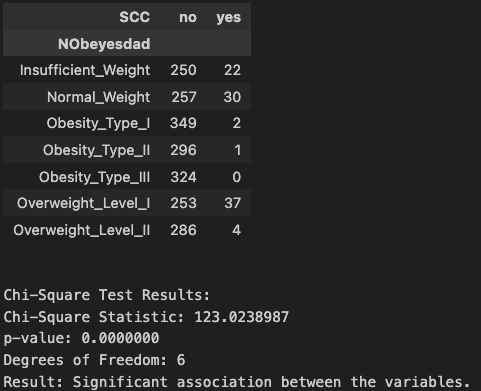 SCC no yes
NObeyesdad
Insufficient_Weight 250 22
Normal_Weight 257 30
Obesity_Type_I 349 2
Obesity_Type_II 296 1
Obesity_Type_III 324 0
Overweight_Level_I 253 37
Overweight_Level_II 286 4
Chi-Square Test Results:
Chi-Square Statistic: 123.0238987
p-value: 0.0000000
Degrees of Freedom: 6
Result: Significant association between the variables.